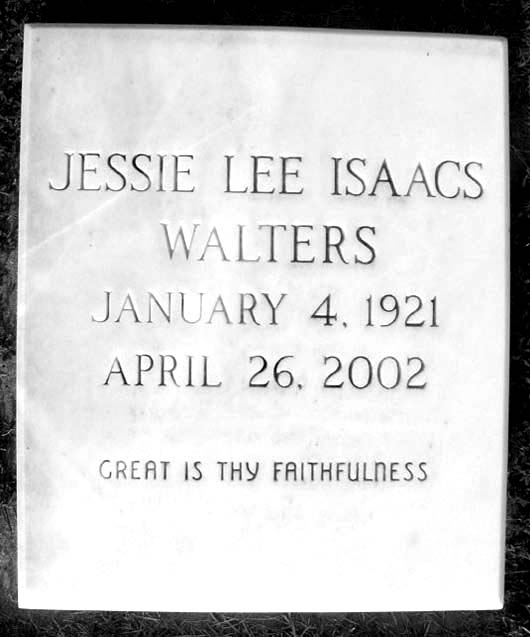 JESSIE LEE ISAACS
WALTERS
JANUARY 4, 1921
APRIL 26, 2002
GREAT IS THY FAITHFULNESS